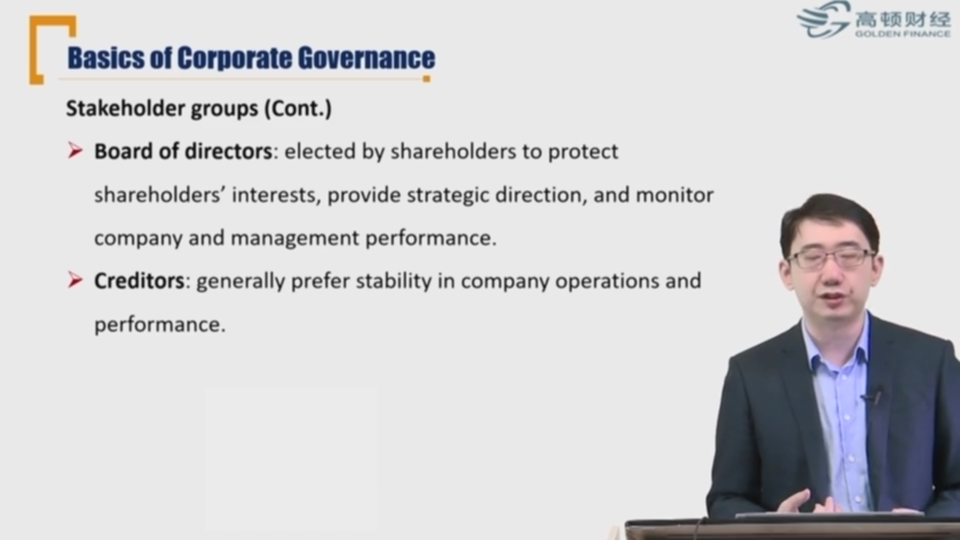 高顿财经
GOLDEN FINANCE
Basics of Corporate Governance
Stakeholder groups (Cont.)
Board of directors: elected by shareholders to protect
shareholders’ interests, provide strategic direction, and monitor
company and management performance.
Creditors: generally prefer stability in company operations and
performance.